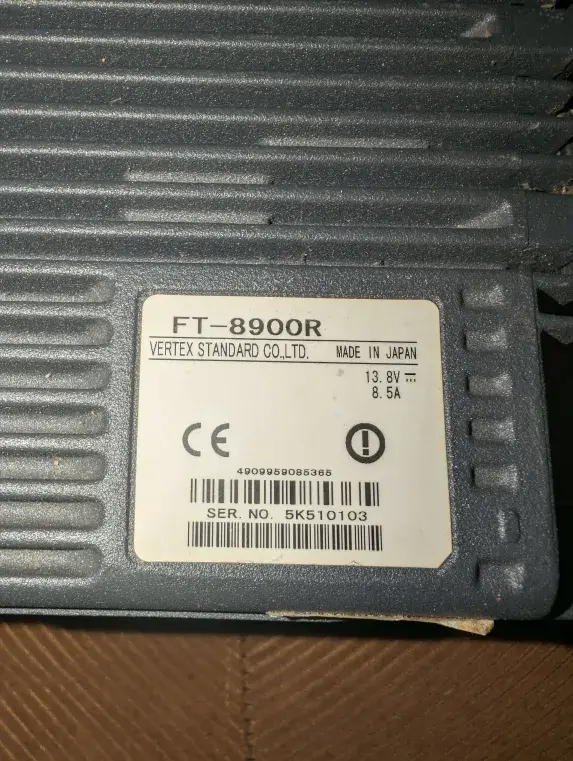 FT-8900R
VERTEX STANDARD CO.,LTD. MADE IN JAPAN
13.8V ⎓
8.5A
CE
4909959085365
SER. NO. 5K510103